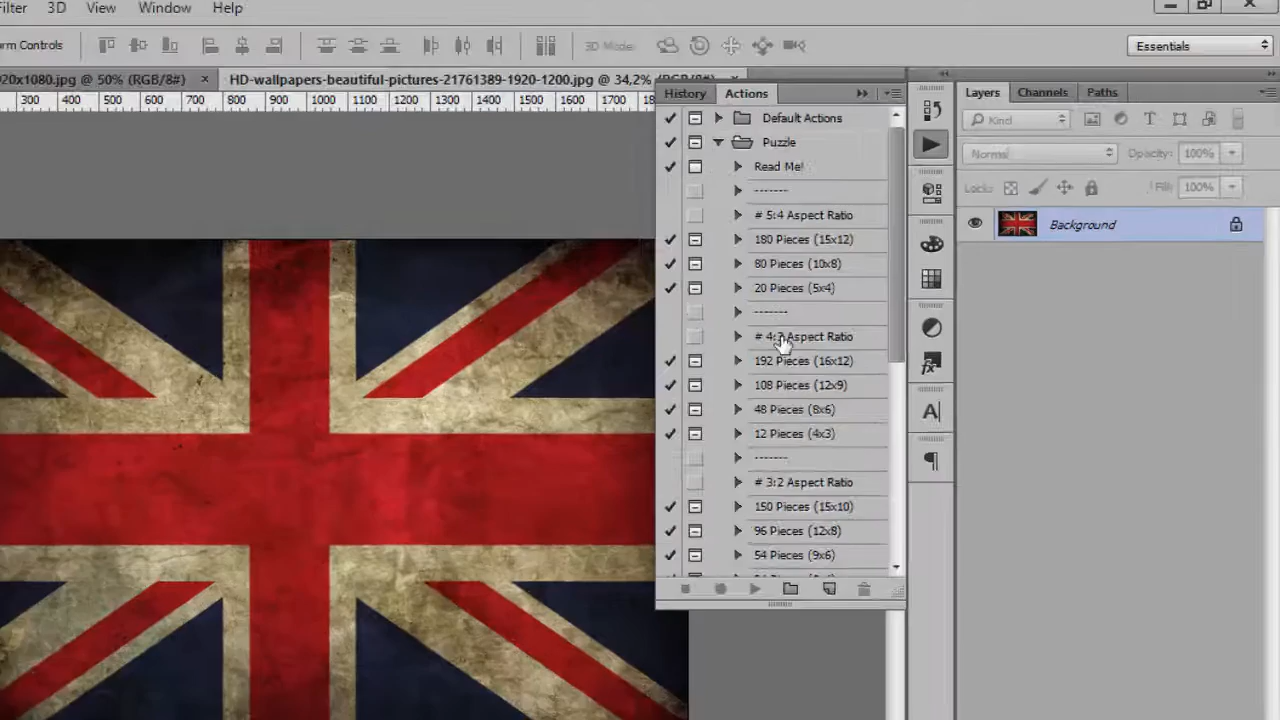 Filter 3D View Window Help
rm Controls 3D Mode: Essentials
20x1080.jpg @ 50% (RGB/8#) × HD-wallpapers-beautiful-pictures-21761389-1920-1200.jpg @ 34,2% (RGB/8#) ×
300 400 500 600 700 800 900 1000 1100 1200 1300 1400 1500 1600 1700
History Actions
Default Actions
Puzzle
Read Me!
-------
# 5:4 Aspect Ratio
180 Pieces (15x12)
80 Pieces (10x8)
20 Pieces (5x4)
-------
# 4:3 Aspect Ratio
192 Pieces (16x12)
108 Pieces (12x9)
48 Pieces (8x6)
12 Pieces (4x3)
-------
# 3:2 Aspect Ratio
150 Pieces (15x10)
96 Pieces (12x8)
54 Pieces (9x6)
Layers Channels Paths
Kind
Normal Opacity: 100%
Locks Fill: 100%
Background